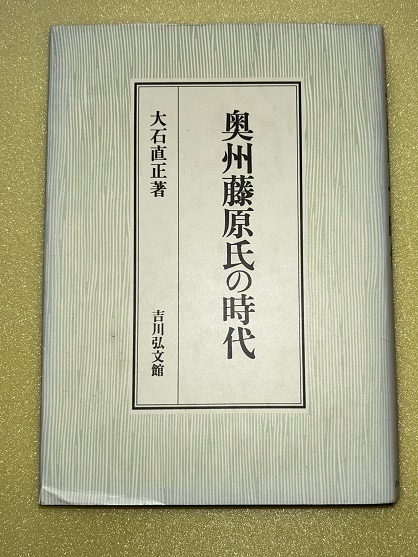 奥州藤原氏の時代
大石直正著
吉川弘文館